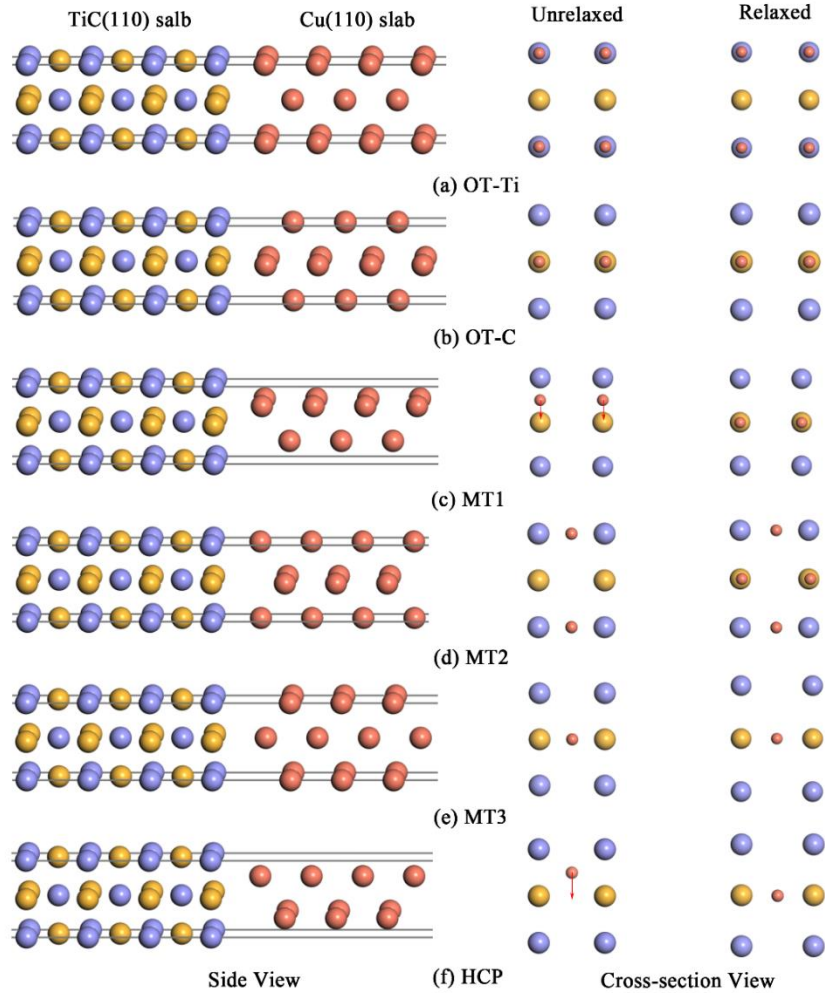 TiC(110) salb Cu(110) slab Unrelaxed Relaxed
(a) OT-Ti
(b) OT-C
(c) MT1
(d) MT2
(e) MT3
Side View (f) HCP Cross-section View